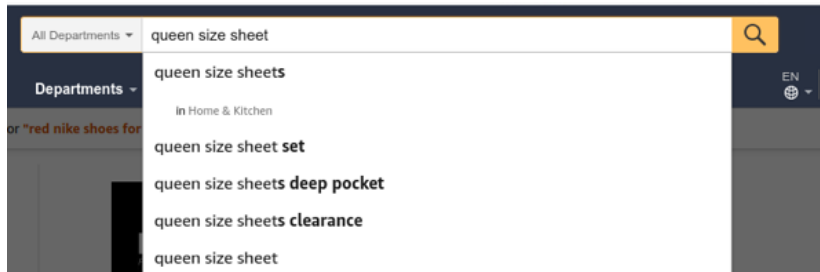 All Departments queen size sheet
queen size sheets
Departments
EN
in Home & Kitchen
or "red nike shoes for
queen size sheet set
queen size sheets deep pocket
queen size sheets clearance
queen size sheet